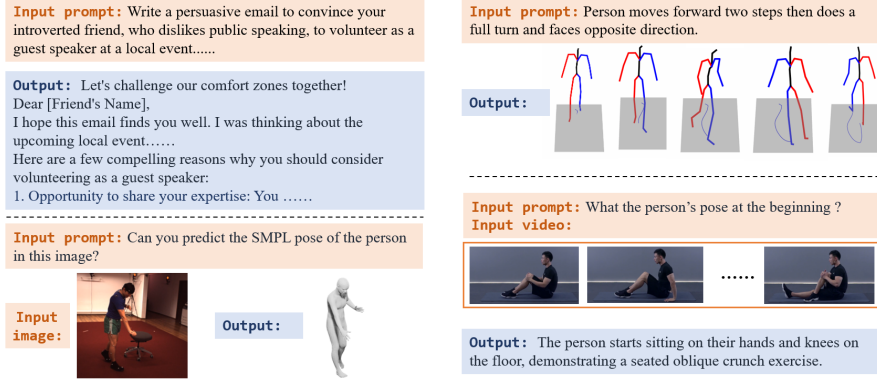 Input prompt: Write a persuasive email to convince your
introverted friend, who dislikes public speaking, to volunteer as a
guest speaker at a local event......
Output: Let's challenge our comfort zones together!
Dear [Friend's Name],
I hope this email finds you well. I was thinking about the
upcoming local event……
Here are a few compelling reasons why you should consider
volunteering as a guest speaker:
1. Opportunity to share your expertise: You ……
Input prompt: Can you predict the SMPL pose of the person
in this image?
Input
image:
Output:
Input prompt: Person moves forward two steps then does a
full turn and faces opposite direction.
Output:
Input prompt: What the person's pose at the beginning ?
Input video:
......
Output: The person starts sitting on their hands and knees on
the floor, demonstrating a seated oblique crunch exercise.